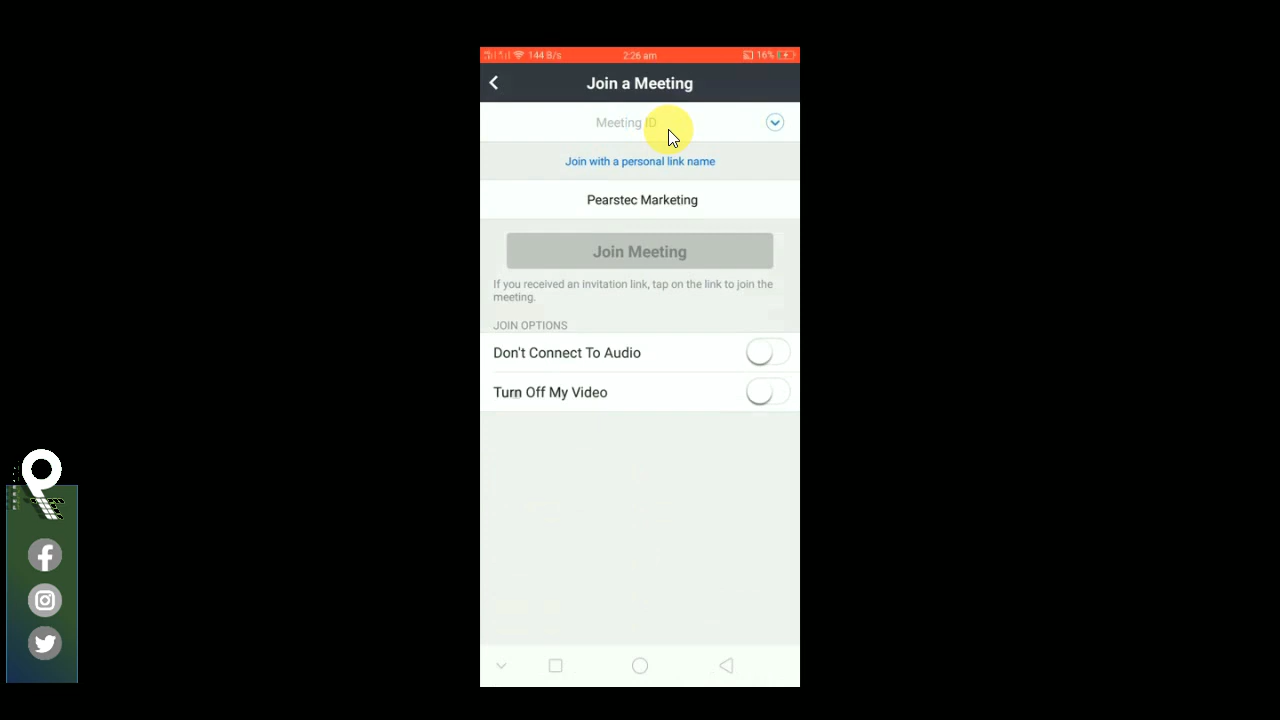 144 B/s 2:26 am 16%
Join a Meeting
Meeting ID
Join with a personal link name
Pearstec Marketing
Join Meeting
If you received an invitation link, tap on the link to join the
meeting.
JOIN OPTIONS
Don't Connect To Audio
Turn Off My Video